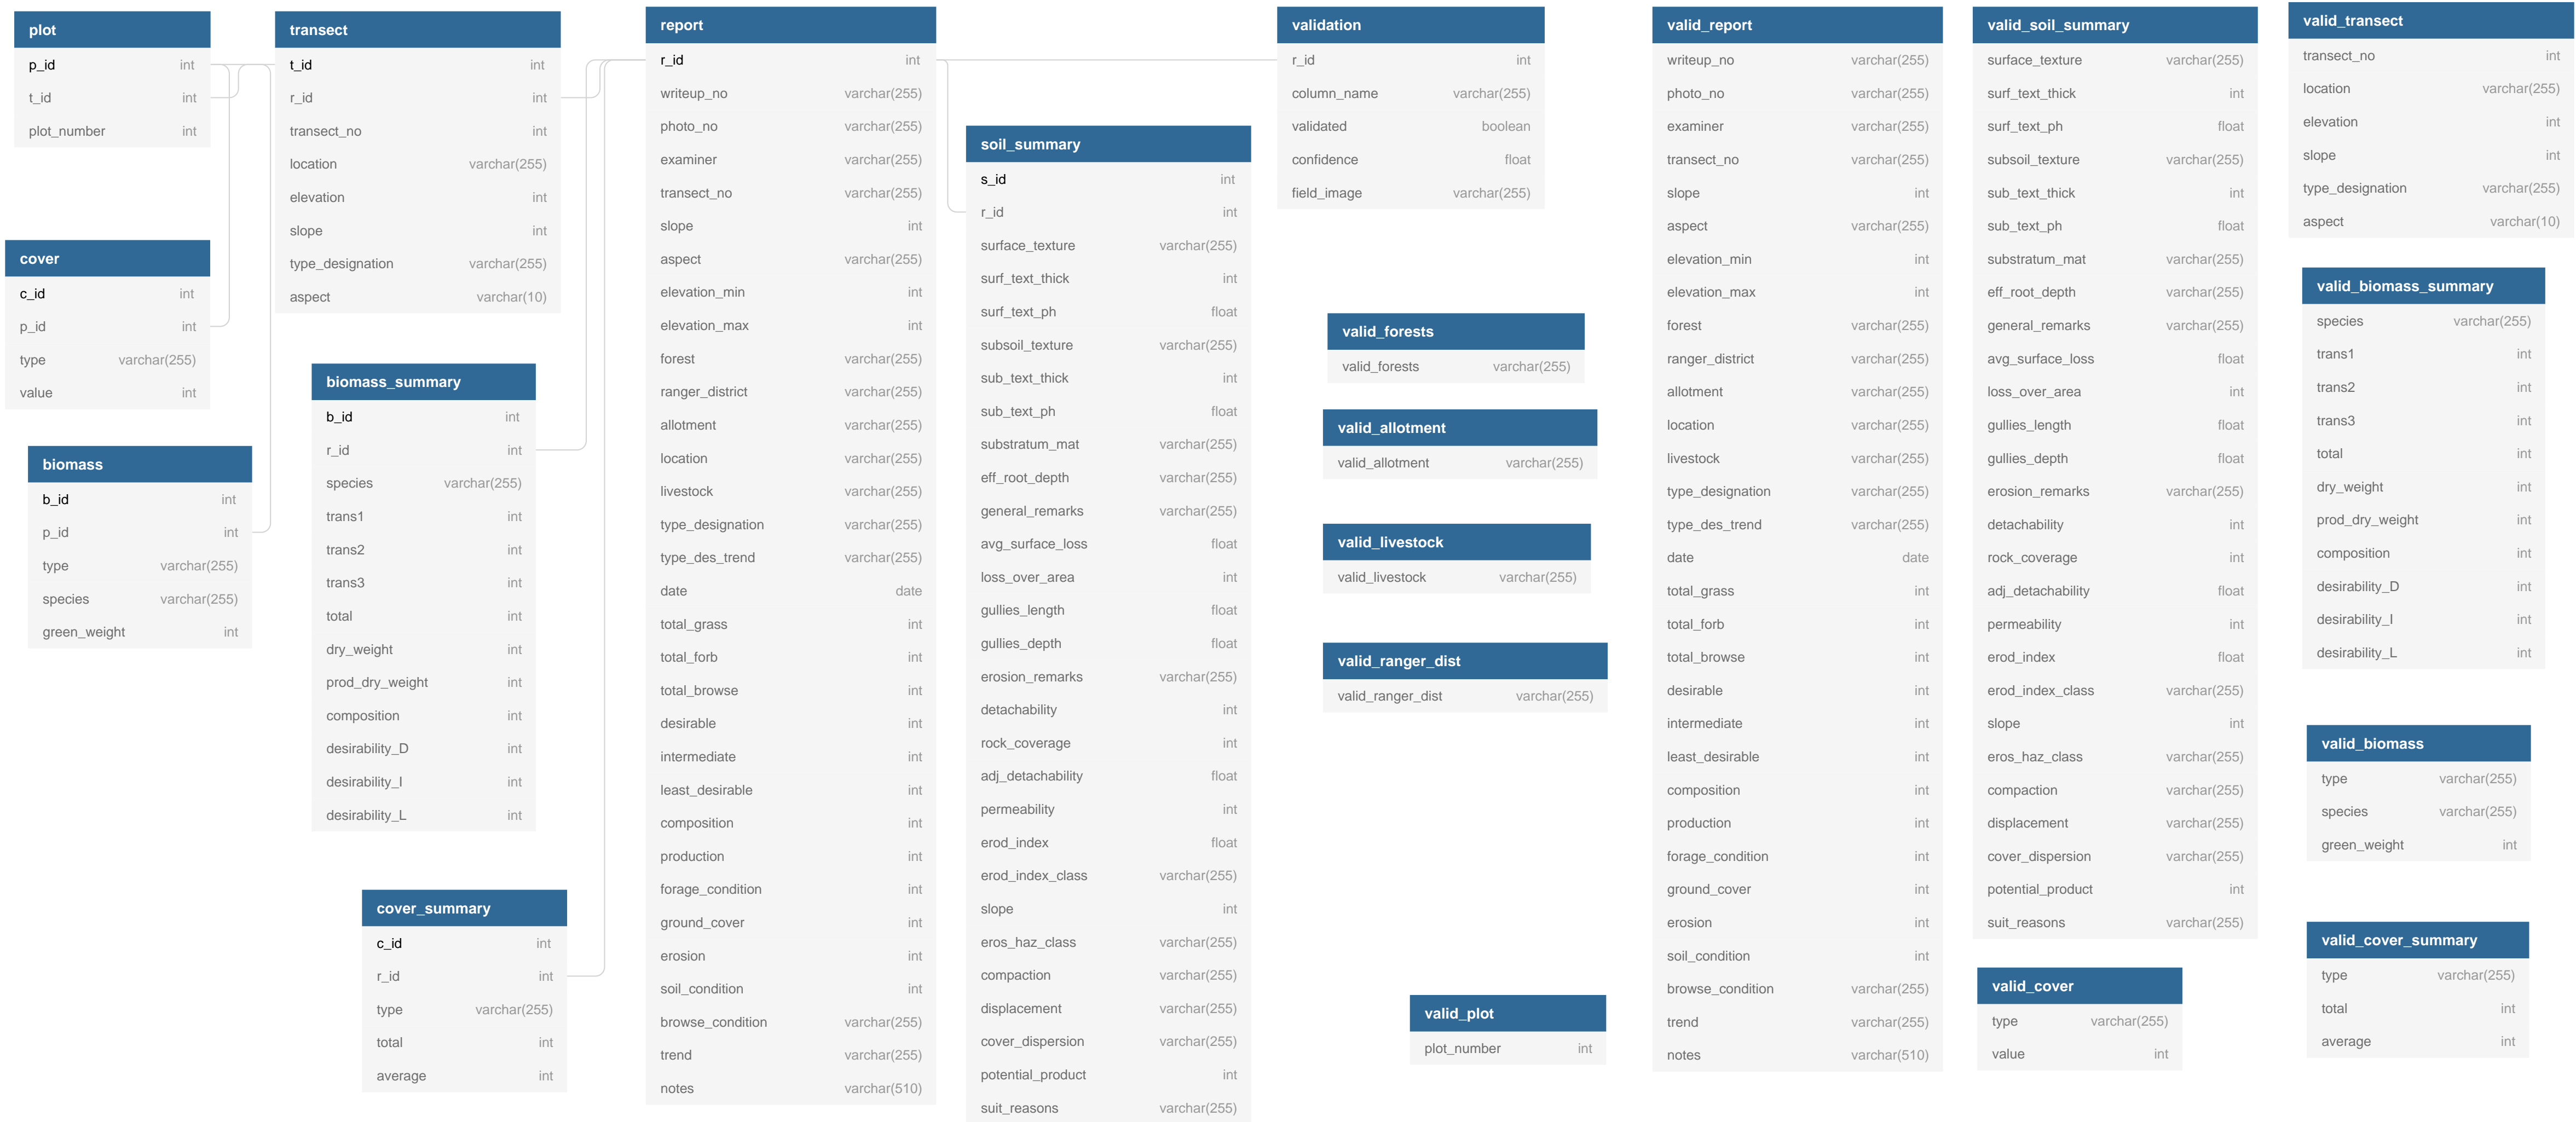 plot
p_id int
t_id int
plot_number int
cover
c_id int
p_id int
type varchar(255)
value int
biomass
b_id int
p_id int
type varchar(255)
species varchar(255)
green_weight int
transect
t_id int
r_id int
transect_no int
location varchar(255)
elevation int
slope int
type_designation varchar(255)
aspect varchar(10)
biomass_summary
b_id int
r_id int
species varchar(255)
trans1 int
trans2 int
trans3 int
total int
dry_weight int
prod_dry_weight int
composition int
desirability_D int
desirability_I int
desirability_L int
cover_summary
c_id int
r_id int
type varchar(255)
total int
average int
report
r_id int
writeup_no varchar(255)
photo_no varchar(255)
examiner varchar(255)
transect_no varchar(255)
slope int
aspect varchar(255)
elevation_min int
elevation_max int
forest varchar(255)
ranger_district varchar(255)
allotment varchar(255)
location varchar(255)
livestock varchar(255)
type_designation varchar(255)
type_des_trend varchar(255)
date date
total_grass int
total_forb int
total_browse int
desirable int
intermediate int
least_desirable int
composition int
production int
forage_condition int
ground_cover int
erosion int
soil_condition int
browse_condition varchar(255)
trend varchar(255)
notes varchar(510)
soil_summary
s_id int
r_id int
surface_texture varchar(255)
surf_text_thick int
surf_text_ph float
subsoil_texture varchar(255)
sub_text_thick int
sub_text_ph float
substratum_mat varchar(255)
eff_root_depth varchar(255)
general_remarks varchar(255)
avg_surface_loss float
loss_over_area int
gullies_length float
gullies_depth float
erosion_remarks varchar(255)
detachability int
rock_coverage int
adj_detachability float
permeability int
erod_index float
erod_index_class varchar(255)
slope int
eros_haz_class varchar(255)
compaction varchar(255)
displacement varchar(255)
cover_dispersion varchar(255)
potential_product int
suit_reasons varchar(255)
validation
r_id int
column_name varchar(255)
validated boolean
confidence float
field_image varchar(255)
valid_forests
valid_forests varchar(255)
valid_allotment
valid_allotment varchar(255)
valid_livestock
valid_livestock varchar(255)
valid_ranger_dist
valid_ranger_dist varchar(255)
valid_plot
plot_number int
valid_report
writeup_no varchar(255)
photo_no varchar(255)
examiner varchar(255)
transect_no varchar(255)
slope int
aspect varchar(255)
elevation_min int
elevation_max int
forest varchar(255)
ranger_district varchar(255)
allotment varchar(255)
location varchar(255)
livestock varchar(255)
type_designation varchar(255)
type_des_trend varchar(255)
date date
total_grass int
total_forb int
total_browse int
desirable int
intermediate int
least_desirable int
composition int
production int
forage_condition int
ground_cover int
erosion int
soil_condition int
browse_condition varchar(255)
trend varchar(255)
notes varchar(510)
valid_soil_summary
surface_texture varchar(255)
surf_text_thick int
surf_text_ph float
subsoil_texture varchar(255)
sub_text_thick int
sub_text_ph float
substratum_mat varchar(255)
eff_root_depth varchar(255)
general_remarks varchar(255)
avg_surface_loss float
loss_over_area int
gullies_length float
gullies_depth float
erosion_remarks varchar(255)
detachability int
rock_coverage int
adj_detachability float
permeability int
erod_index float
erod_index_class varchar(255)
slope int
eros_haz_class varchar(255)
compaction varchar(255)
displacement varchar(255)
cover_dispersion varchar(255)
potential_product int
suit_reasons varchar(255)
valid_cover
type varchar(255)
value int
valid_transect
transect_no int
location varchar(255)
elevation int
slope int
type_designation varchar(255)
aspect varchar(10)
valid_biomass_summary
species varchar(255)
trans1 int
trans2 int
trans3 int
total int
dry_weight int
prod_dry_weight int
composition int
desirability_D int
desirability_I int
desirability_L int
valid_biomass
type varchar(255)
species varchar(255)
green_weight int
valid_cover_summary
type varchar(255)
total int
average int